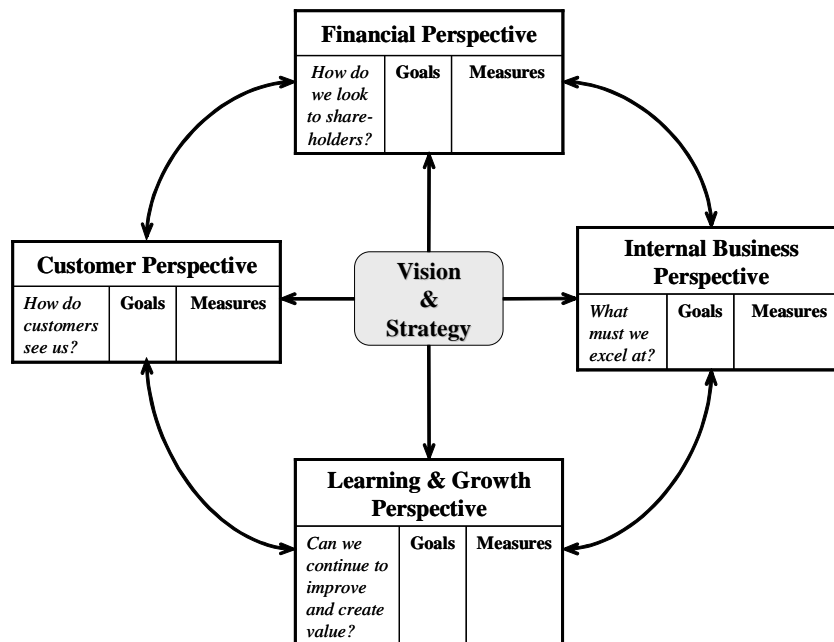 Financial Perspective
How do
we look
to share-
holders?
Goals
Measures
Customer Perspective
How do
customers
see us?
Goals
Measures
Vision
&
Strategy
Internal Business
Perspective
What
must we
excel at?
Goals
Measures
Learning & Growth
Perspective
Can we
continue to
improve
and create
value?
Goals
Measures